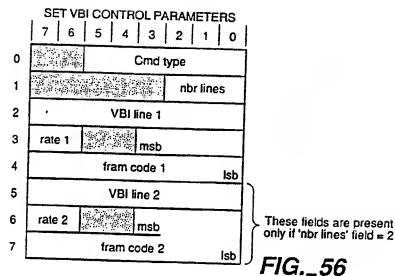 SET VBI CONTROL PARAMETERS
7 6 5 4 3 2 1 0
0 Cmd type
1 nbr lines
2 VBI line 1
3 rate 1 msb
4 fram code 1 lsb
5 VBI line 2
6 rate 2 msb
7 fram code 2 lsb
These fields are present
only if 'nbr lines' field = 2
FIG._56